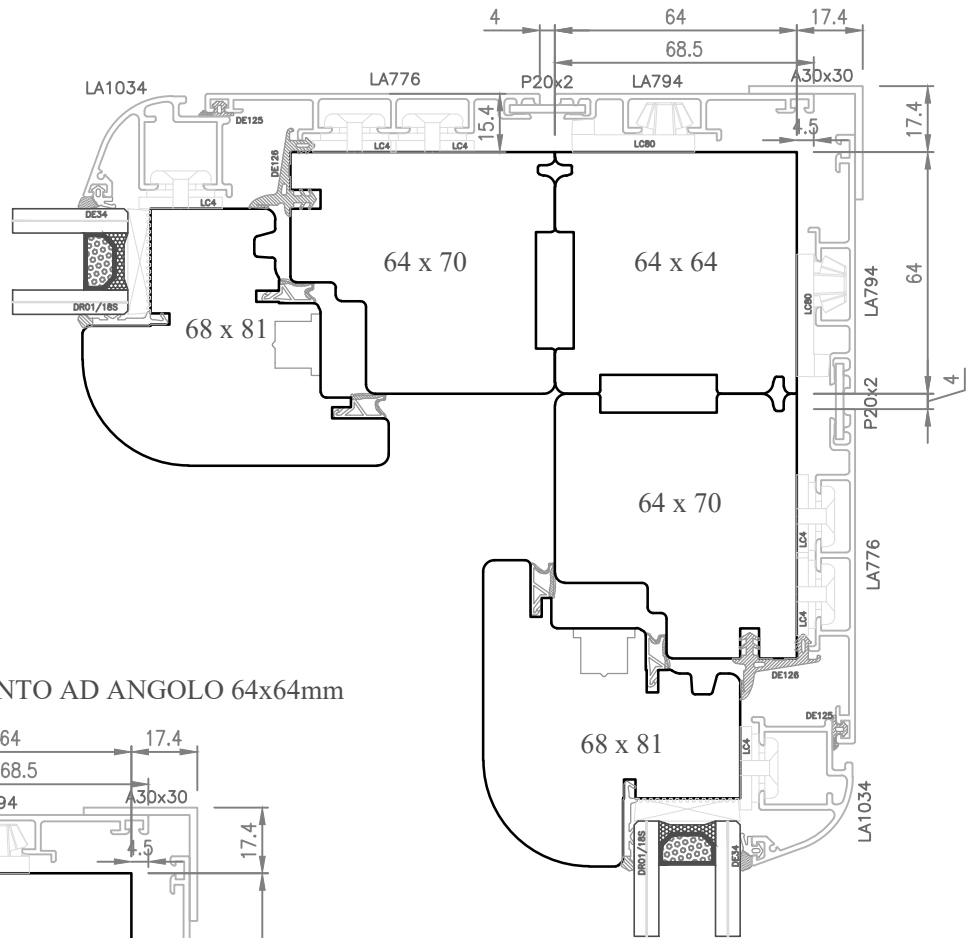 4
64
17.4
68.5
LA1034
LA776
P20x2
LA794
A30x30
DE125
15.4
4.5
17.4
LC4
LC4
LC80
DE126
LC4
DE34
64 x 70
64 x 64
64
LA794
LC80
DR01/18S
68 x 81
4
P20x2
64 x 70
LC4
LA776
LC4
DE126
NTO AD ANGOLO 64x64mm
DE125
64
17.4
68 x 81
LC4
68.5
94
A30x30
LA1034
4.5
17.4
DR01/18S
DE34